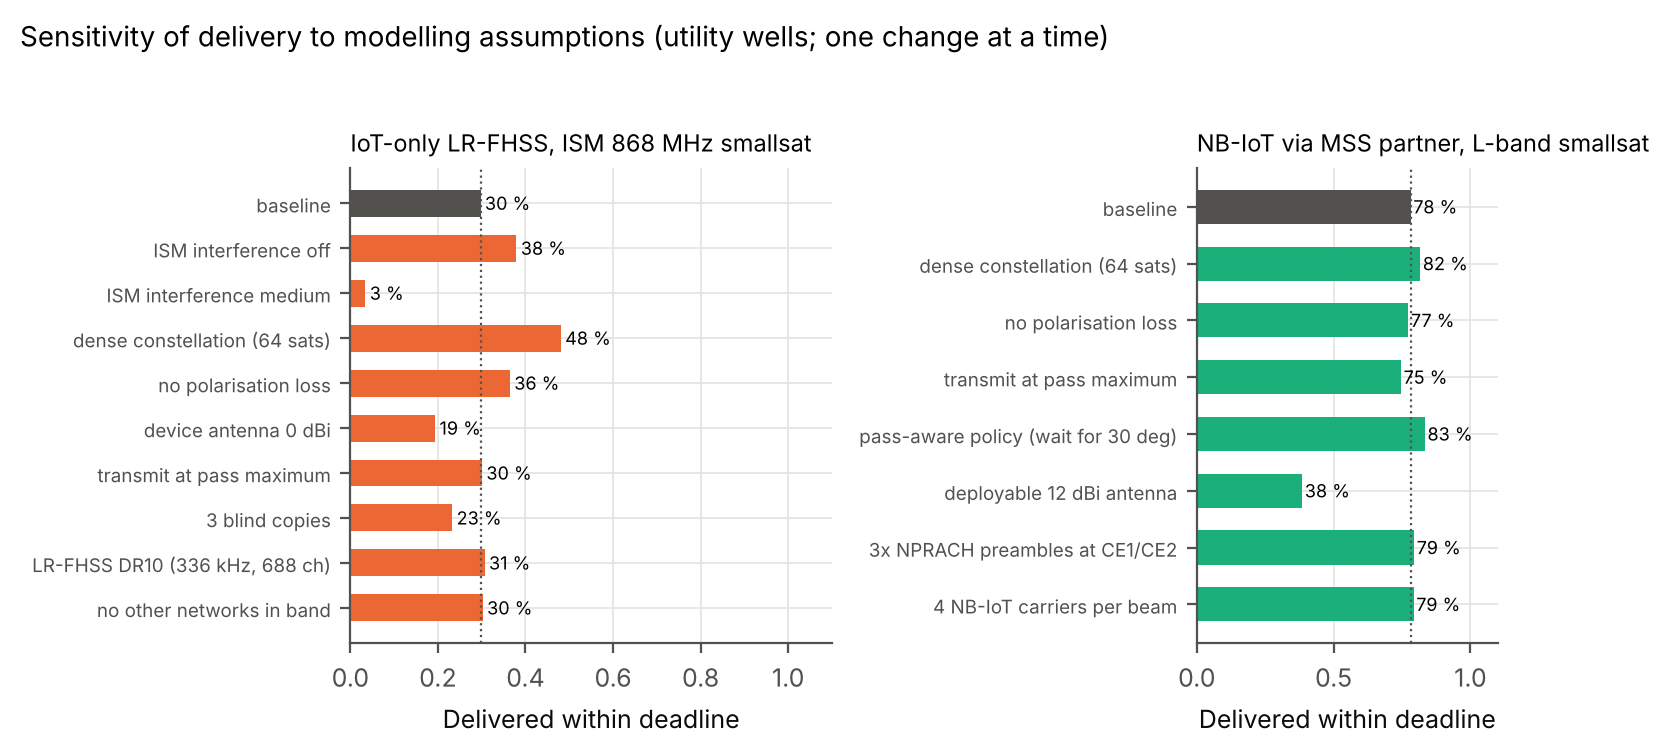 Sensitivity of delivery to modelling assumptions (utility wells; one change at a time)
IoT-only LR-FHSS, ISM 868 MHz smallsat
baseline 30 %
ISM interference off 38 %
ISM interference medium 3 %
dense constellation (64 sats) 48 %
no polarisation loss 36 %
device antenna 0 dBi 19 %
transmit at pass maximum 30 %
3 blind copies 23 %
LR-FHSS DR10 (336 kHz, 688 ch) 31 %
no other networks in band 30 %
0.0 0.2 0.4 0.6 0.8 1.0
Delivered within deadline
NB-IoT via MSS partner, L-band smallsat
baseline 78 %
dense constellation (64 sats) 82 %
no polarisation loss 77 %
transmit at pass maximum 75 %
pass-aware policy (wait for 30 deg) 83 %
deployable 12 dBi antenna 38 %
3x NPRACH preambles at CE1/CE2 79 %
4 NB-IoT carriers per beam 79 %
0.0 0.5 1.0
Delivered within deadline